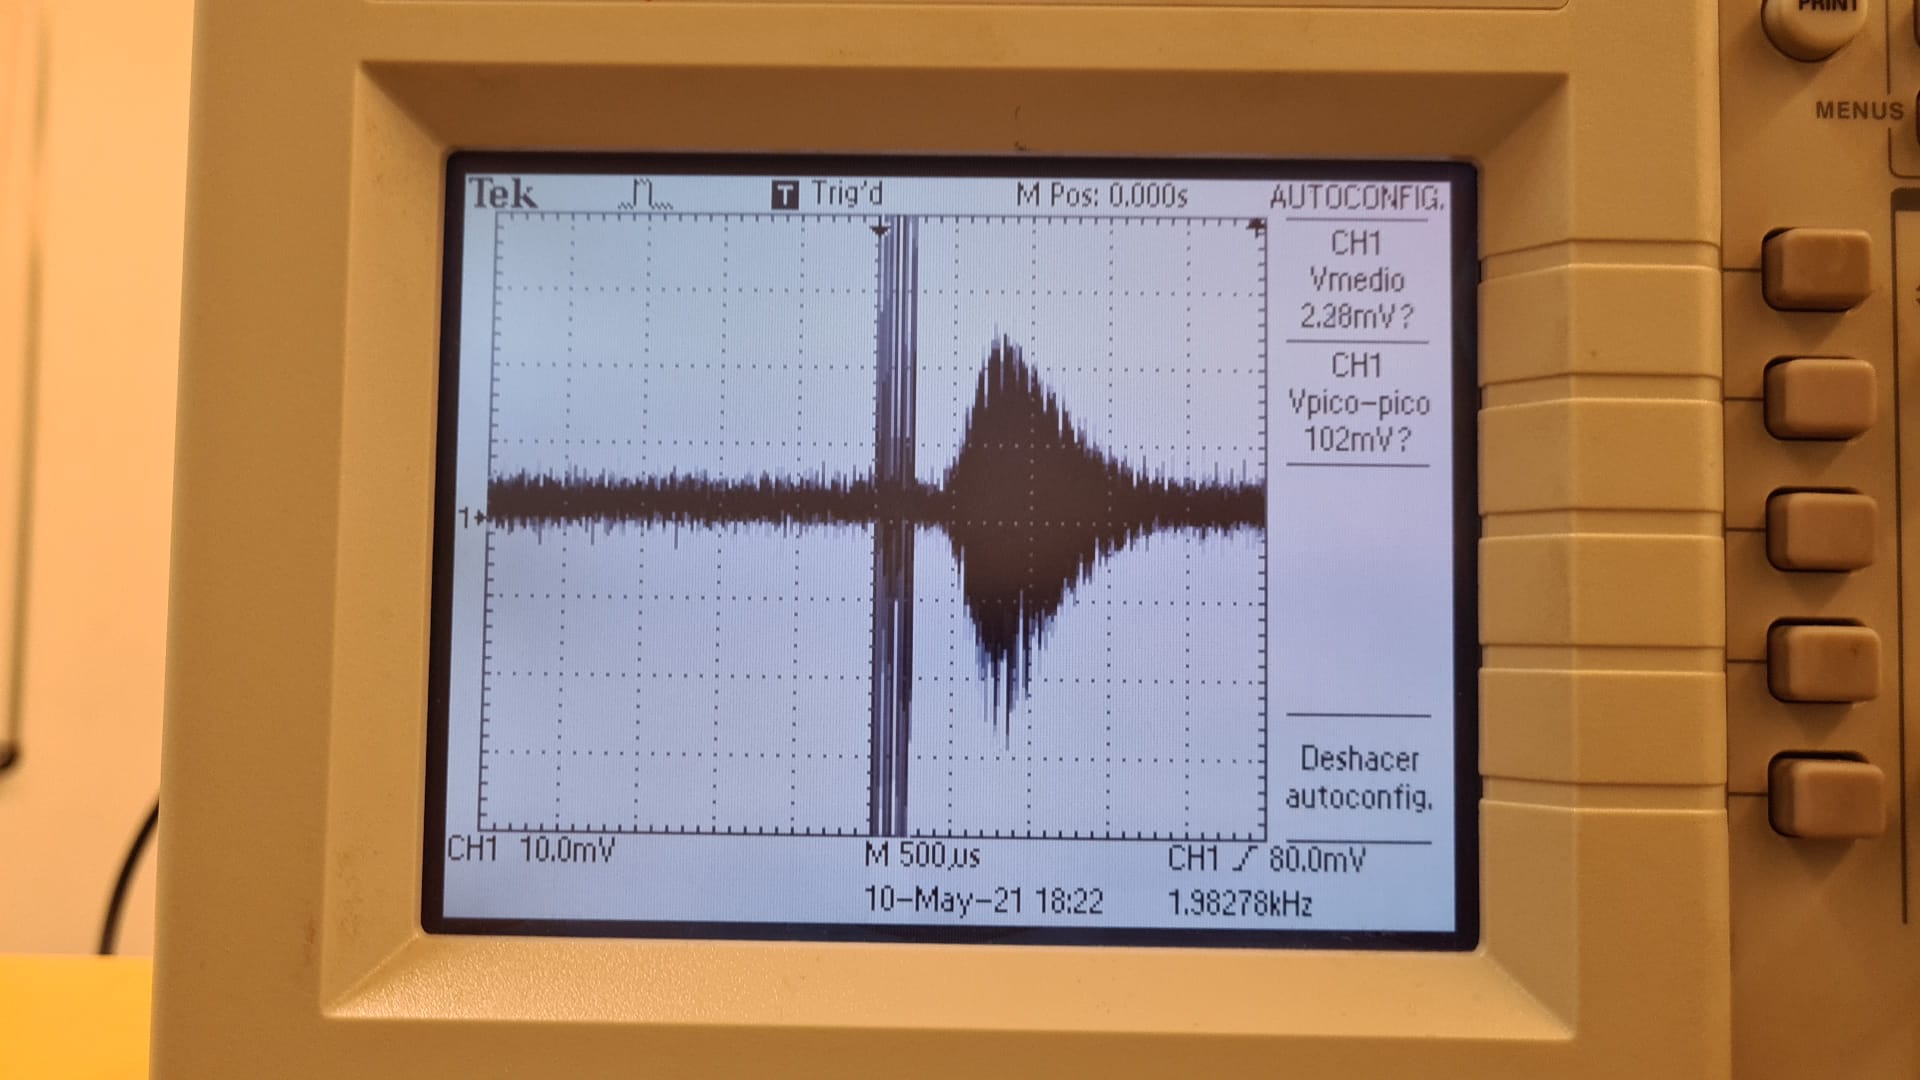 PRINT
MENUS
Tek T Trig'd M Pos: 0.000s AUTOCONFIG.
CH1
Vmedio
2.28mV?
CH1
Vpico-pico
102mV?
1
Deshacer
autoconfig.
CH1 10.0mV M 500µs CH1 80.0mV
10-May-21 18:22 1.98278kHz